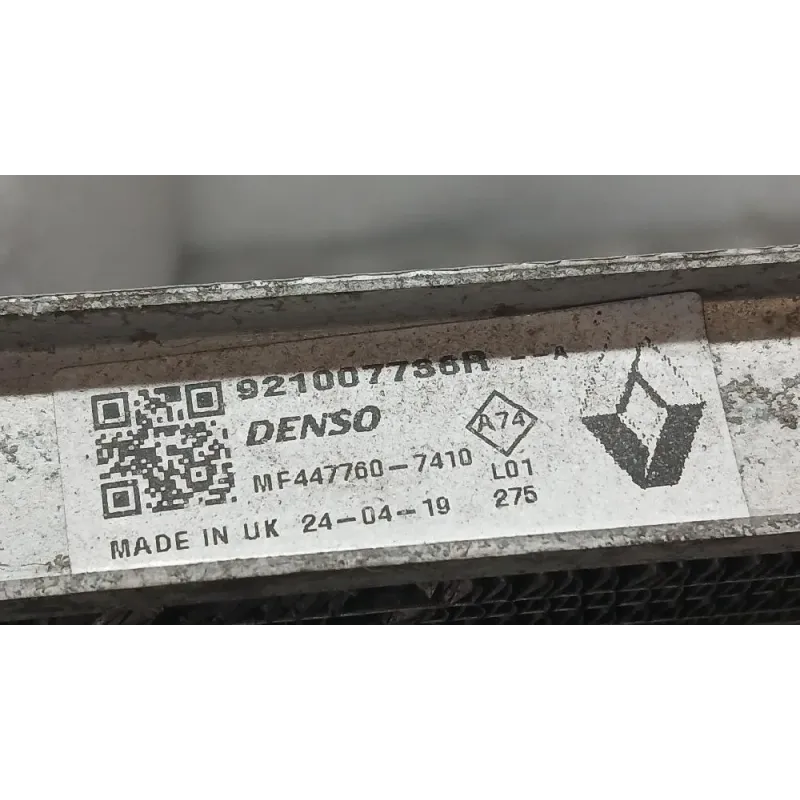 921007736R --A
DENSO
A74
MF447760-7410
L01
MADE IN UK 24-04-19
275